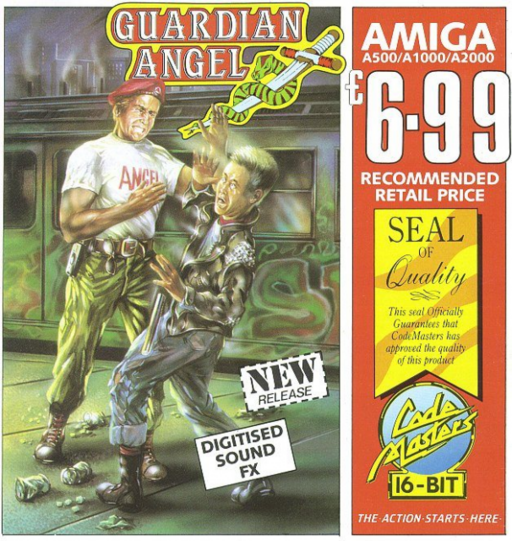 GUARDIAN
ANGEL
ANGEL
NEW
RELEASE
DIGITISED
SOUND
FX
AMIGA
A500/A1000/A2000
£6·99
RECOMMENDED
RETAIL PRICE
SEAL
OF
Quality
This seal Officially
Guarantees that
CodeMasters has
approved the quality
of this product
Code
Masters
16-BIT
THE·ACTION·STARTS·HERE·